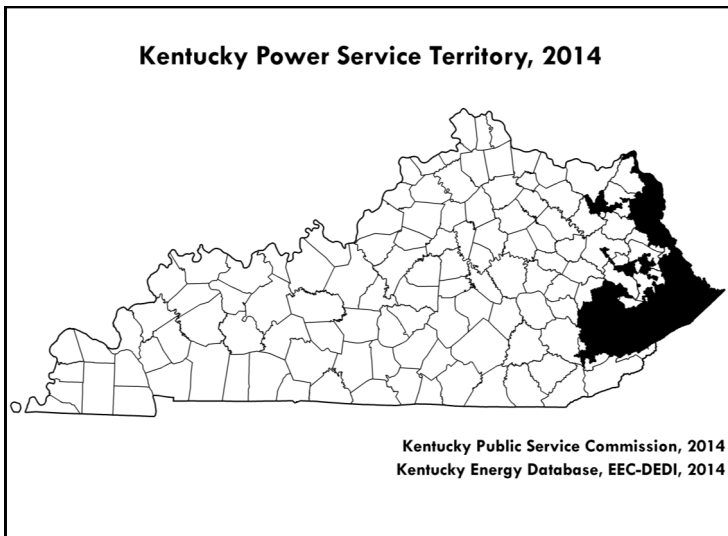 Kentucky Power Service Territory, 2014
Kentucky Public Service Commission, 2014
Kentucky Energy Database, EEC-DEDI, 2014